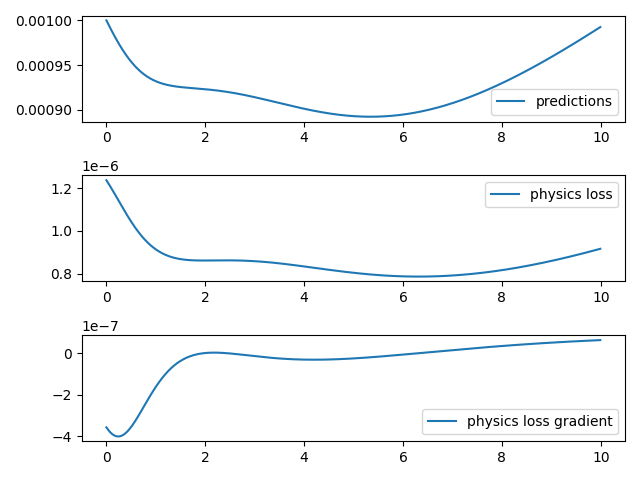 0.00100
0.00095
0.00090
predictions
0 2 4 6 8 10
1e−6
1.2
1.0
0.8
physics loss
0 2 4 6 8 10
1e−7
0
−2
−4
physics loss gradient
0 2 4 6 8 10